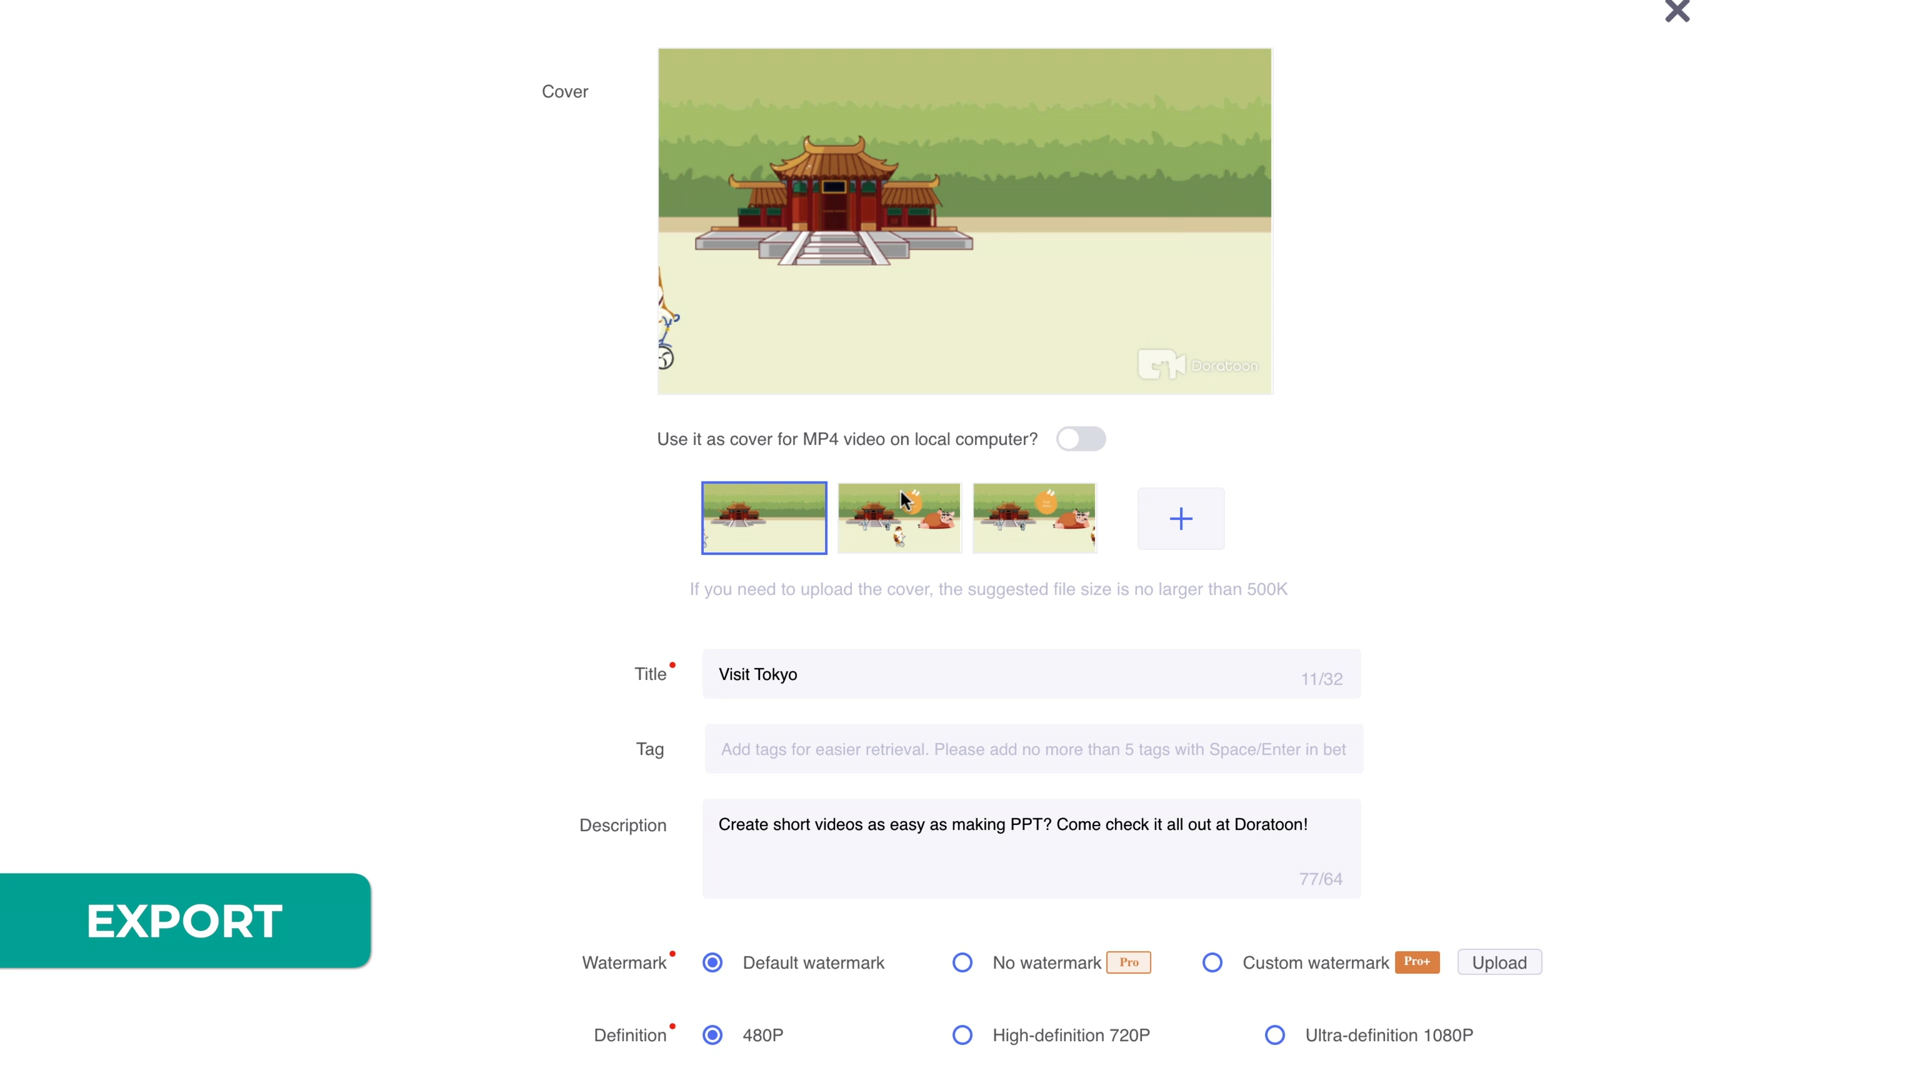 Cover
Doratoon
Use it as cover for MP4 video on local computer?
If you need to upload the cover, the suggested file size is no larger than 500K
Title
Visit Tokyo
11/32
Tag
Add tags for easier retrieval. Please add no more than 5 tags with Space/Enter in bet
Description
Create short videos as easy as making PPT? Come check it all out at Doratoon!
77/64
EXPORT
Watermark Default watermark No watermark Pro Custom watermark Pro+ Upload
Definition 480P High-definition 720P Ultra-definition 1080P